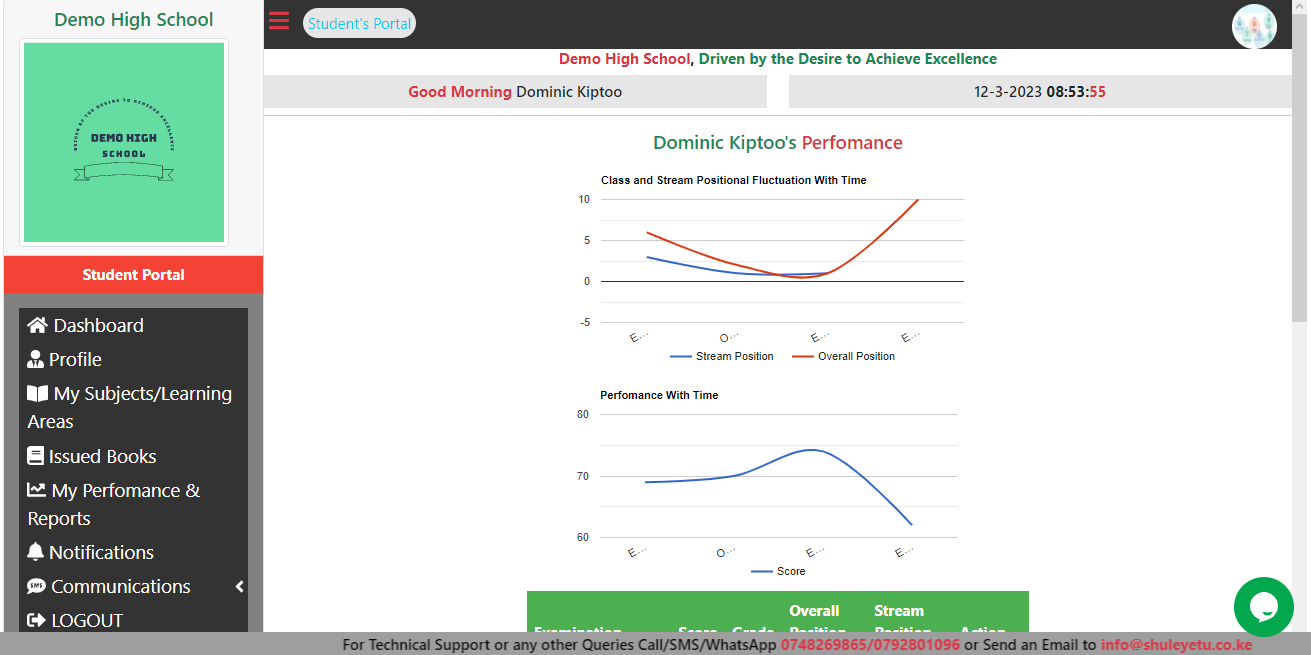 Demo High School
DRIVEN BY THE DESIRE TO ACHIEVE EXCELLENCE
DEMO HIGH
SCHOOL
Student Portal
Dashboard
Profile
My Subjects/Learning
Areas
Issued Books
My Perfomance &
Reports
Notifications
SMS Communications
LOGOUT
Student's Portal
Demo High School, Driven by the Desire to Achieve Excellence
Good Morning Dominic Kiptoo
12-3-2023 08:53:55
Dominic Kiptoo's Perfomance
Class and Stream Positional Fluctuation With Time
10
5
0
-5
E... O... E... E...
Stream Position Overall Position
Perfomance With Time
80
70
60
E... O... E... E...
Score
Overall Stream
Examination Score Grade Position Position Action
For Technical Support or any other Queries Call/SMS/WhatsApp 0748269865/0792801096 or Send an Email to info@shuleyetu.co.ke